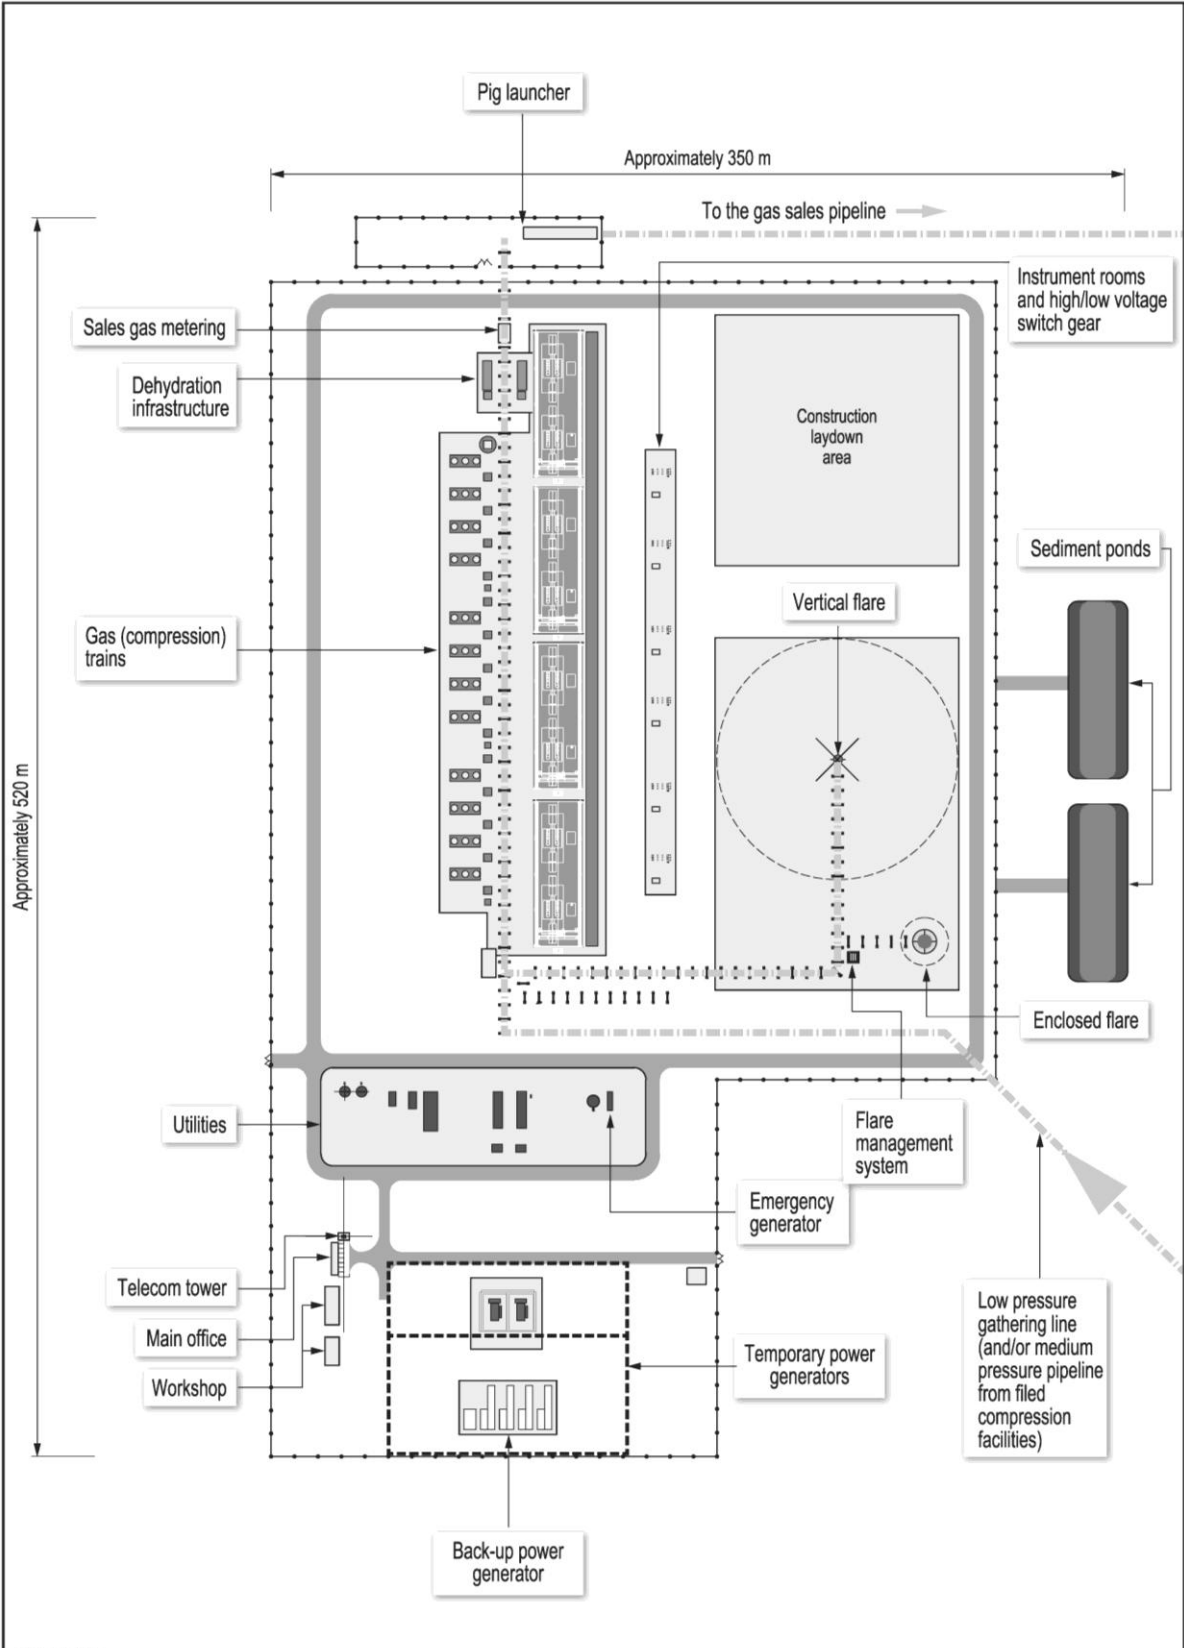 Pig launcher
Approximately 350 m
To the gas sales pipeline
Instrument rooms
and high/low voltage
switch gear
Sales gas metering
Dehydration
infrastructure
Construction
laydown
area
Sediment ponds
Vertical flare
Gas (compression)
trains
Approximately 520 m
Enclosed flare
Utilities
Flare
management
system
Emergency
generator
Telecom tower
Main office
Workshop
Temporary power
generators
Low pressure
gathering line
(and/or medium
pressure pipeline
from filed
compression
facilities)
Back-up power
generator